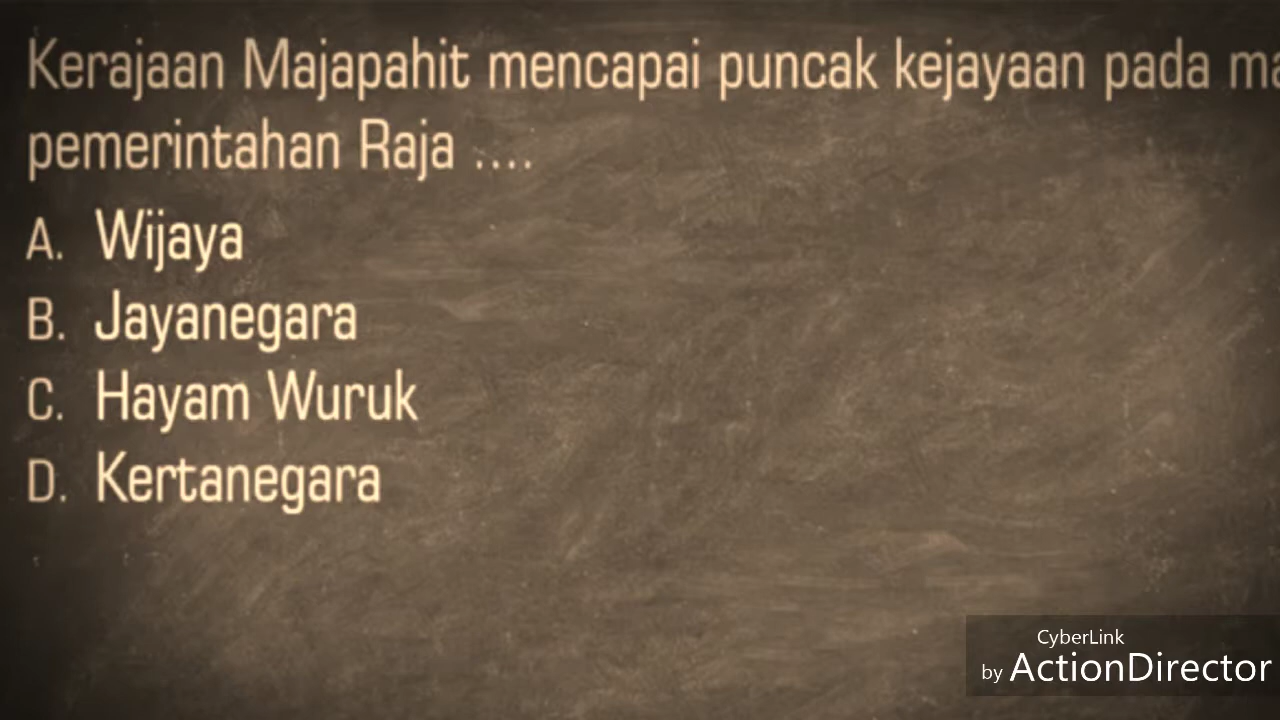 Kerajaan Majapahit mencapai puncak kejayaan pada ma
pemerintahan Raja ....
A. Wijaya
B. Jayanegara
C. Hayam Wuruk
D. Kertanegara
CyberLink
by ActionDirector